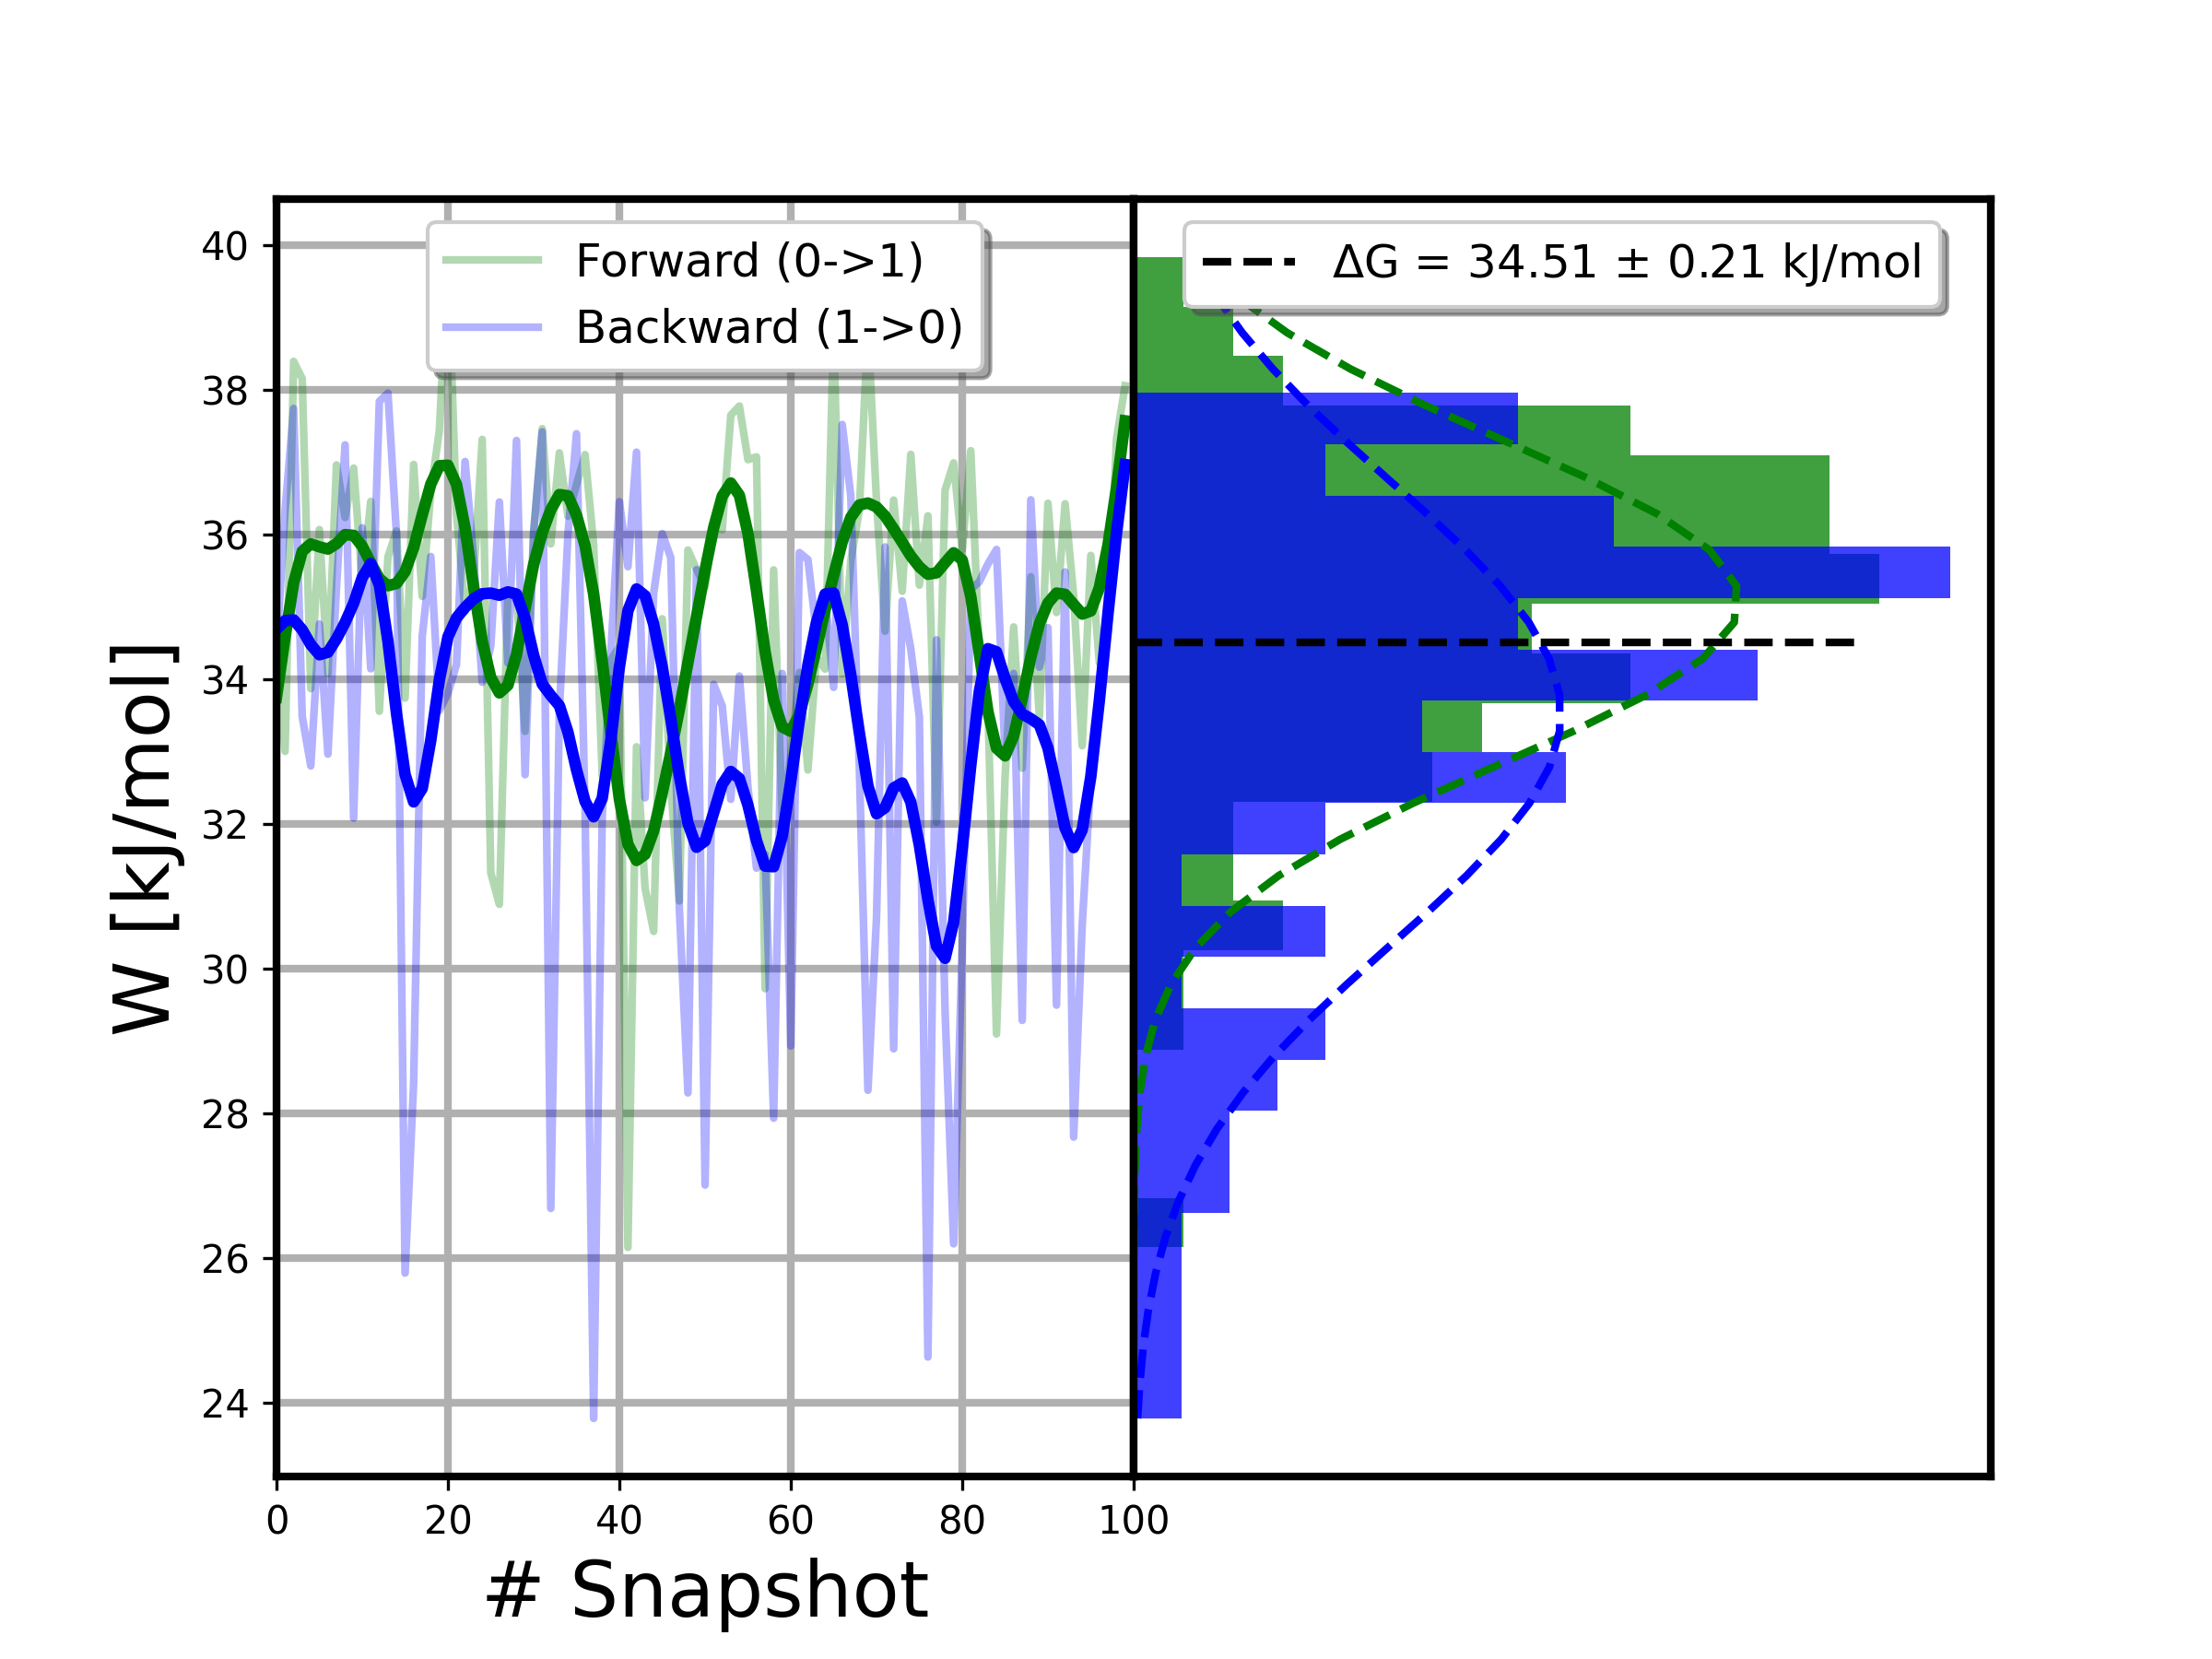 Forward (0->1)
Backward (1->0)
ΔG = 34.51 ± 0.21 kJ/mol
W [kJ/mol]
40
38
36
34
32
30
28
26
24
0 20 40 60 80 100
# Snapshot